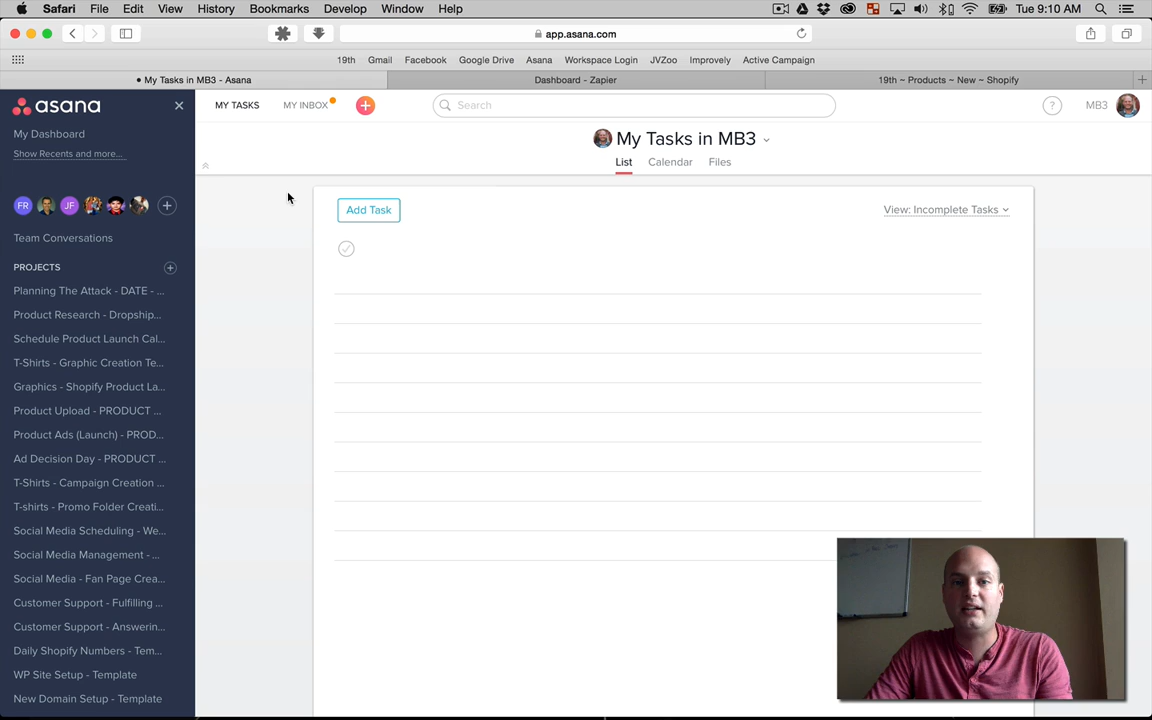 Safari File Edit View History Bookmarks Develop Window Help Tue 9:10 AM
app.asana.com
19th Gmail Facebook Google Drive Asana Workspace Login JVZoo Improvely Active Campaign
• My Tasks in MB3 - Asana Dashboard - Zapier 19th ~ Products ~ New ~ Shopify
asana
MY TASKS MY INBOX Search ? MB3
My Dashboard
Show Recents and more...
My Tasks in MB3
List Calendar Files
FR JF
Add Task View: Incomplete Tasks
Team Conversations
PROJECTS
Planning The Attack - DATE - ...
Product Research - Dropship...
Schedule Product Launch Cal...
T-Shirts - Graphic Creation Te...
Graphics - Shopify Product La...
Product Upload - PRODUCT ...
Product Ads (Launch) - PROD...
Ad Decision Day - PRODUCT ...
T-Shirts - Campaign Creation ...
T-shirts - Promo Folder Creati...
Social Media Scheduling - We...
Social Media Management - ...
Social Media - Fan Page Crea...
Customer Support - Fulfilling ...
Customer Support - Answerin...
Daily Shopify Numbers - Tem...
WP Site Setup - Template
New Domain Setup - Template